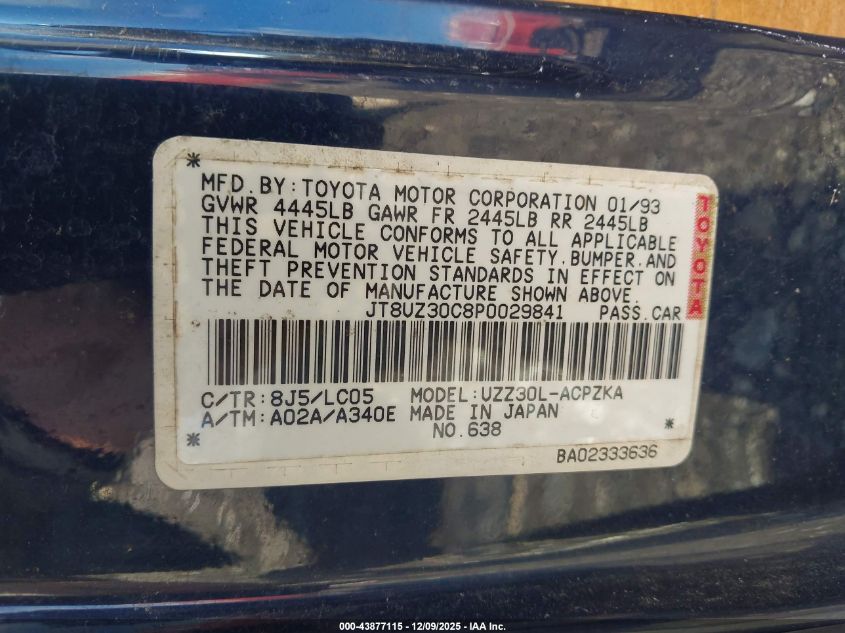 *
MFD.BY:TOYOTA MOTOR CORPORATION 01/93
GVWR 4445LB GAWR FR 2445LB RR 2445LB
THIS VEHICLE CONFORMS TO ALL APPLICABLE
FEDERAL MOTOR VEHICLE SAFETY,BUMPER,AND
THEFT PREVENTION STANDARDS IN EFFECT ON
THE DATE OF MANUFACTURE SHOWN ABOVE.
JT8UZ30C8P0029841 PASS.CAR
TOYOTA
C/TR:8J5/LC05 MODEL:UZZ30L-ACPZKA
A/TM:A02A/A340E MADE IN JAPAN
* NO.638 *
BA02333636
000-43877115 - 12/09/2025 - IAA Inc.